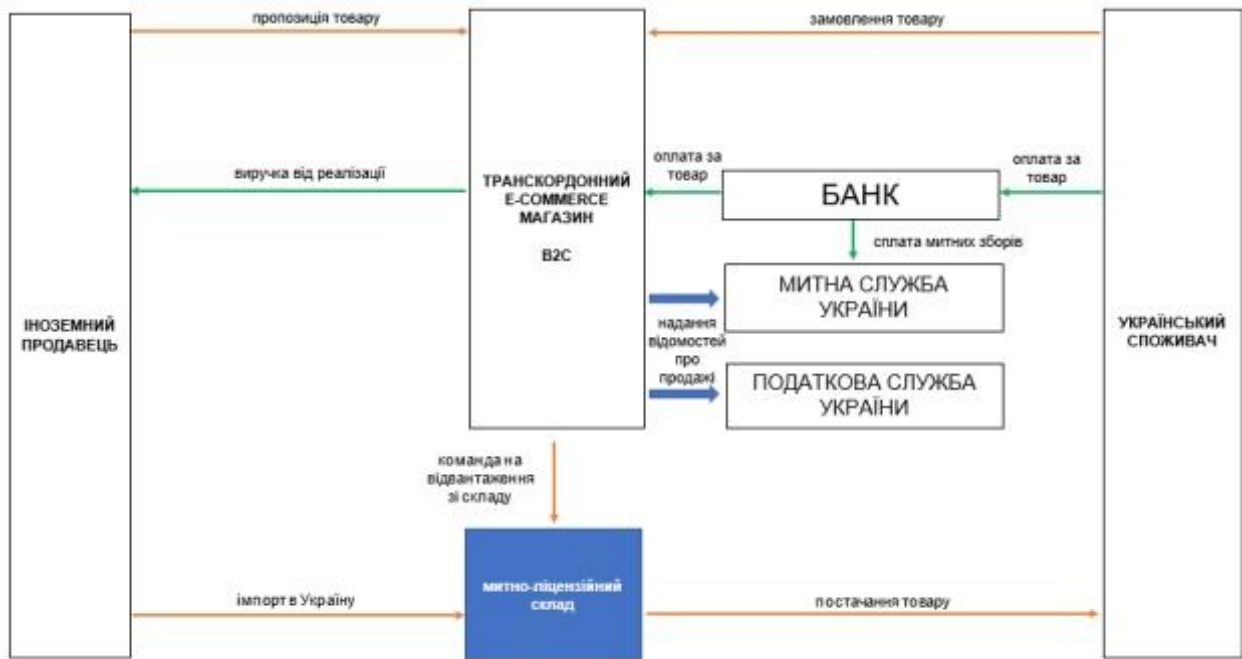 пропозиція товару
замовлення товару
виручка від реалізації
ТРАНСКОРДОННИЙ
E-COMMERCE
МАГАЗИН
B2C
оплата за
товар
БАНК
оплата за
товар
сплата митних зборів
МИТНА СЛУЖБА
УКРАЇНИ
ІНОЗЕМНИЙ
ПРОДАВЕЦЬ
надання
відомостей
про
продажі
УКРАЇНСЬКИЙ
СПОЖИВАЧ
ПОДАТКОВА СЛУЖБА
УКРАЇНИ
команда на
відвантаження
зі складу
митно-ліцензійний
склад
імпорт в Україну
постачання товару